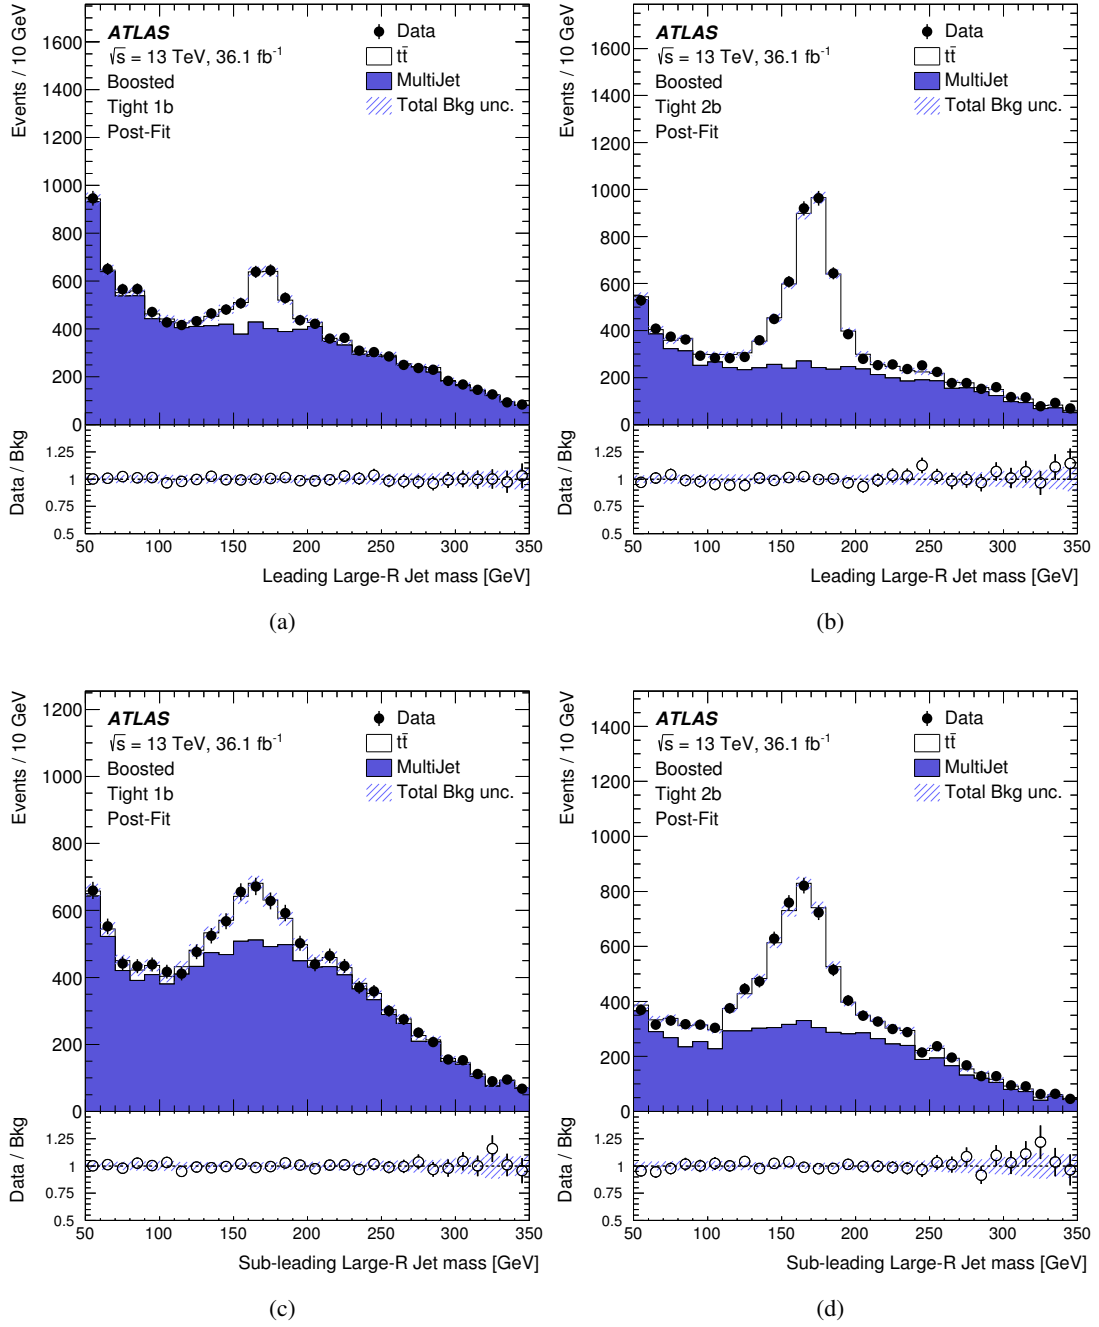 Events / 10 GeV
1600
1400
1200
1000
800
600
400
200
0
ATLAS
√s = 13 TeV, 36.1 fb⁻¹
Boosted
Tight 1b
Post-Fit
Data
tt̄
MultiJet
Total Bkg unc.
Data / Bkg
1.25
1
0.75
0.5
50 100 150 200 250 300 350
Leading Large-R Jet mass [GeV]
(a)
Events / 10 GeV
1600
1400
1200
1000
800
600
400
200
0
ATLAS
√s = 13 TeV, 36.1 fb⁻¹
Boosted
Tight 2b
Post-Fit
Data
tt̄
MultiJet
Total Bkg unc.
Data / Bkg
1.25
1
0.75
0.5
50 100 150 200 250 300 350
Leading Large-R Jet mass [GeV]
(b)
Events / 10 GeV
1200
1000
800
600
400
200
0
ATLAS
√s = 13 TeV, 36.1 fb⁻¹
Boosted
Tight 1b
Post-Fit
Data
tt̄
MultiJet
Total Bkg unc.
Data / Bkg
1.25
1
0.75
0.5
50 100 150 200 250 300 350
Sub-leading Large-R Jet mass [GeV]
(c)
Events / 10 GeV
1400
1200
1000
800
600
400
200
0
ATLAS
√s = 13 TeV, 36.1 fb⁻¹
Boosted
Tight 2b
Post-Fit
Data
tt̄
MultiJet
Total Bkg unc.
Data / Bkg
1.25
1
0.75
0.5
50 100 150 200 250 300 350
Sub-leading Large-R Jet mass [GeV]
(d)